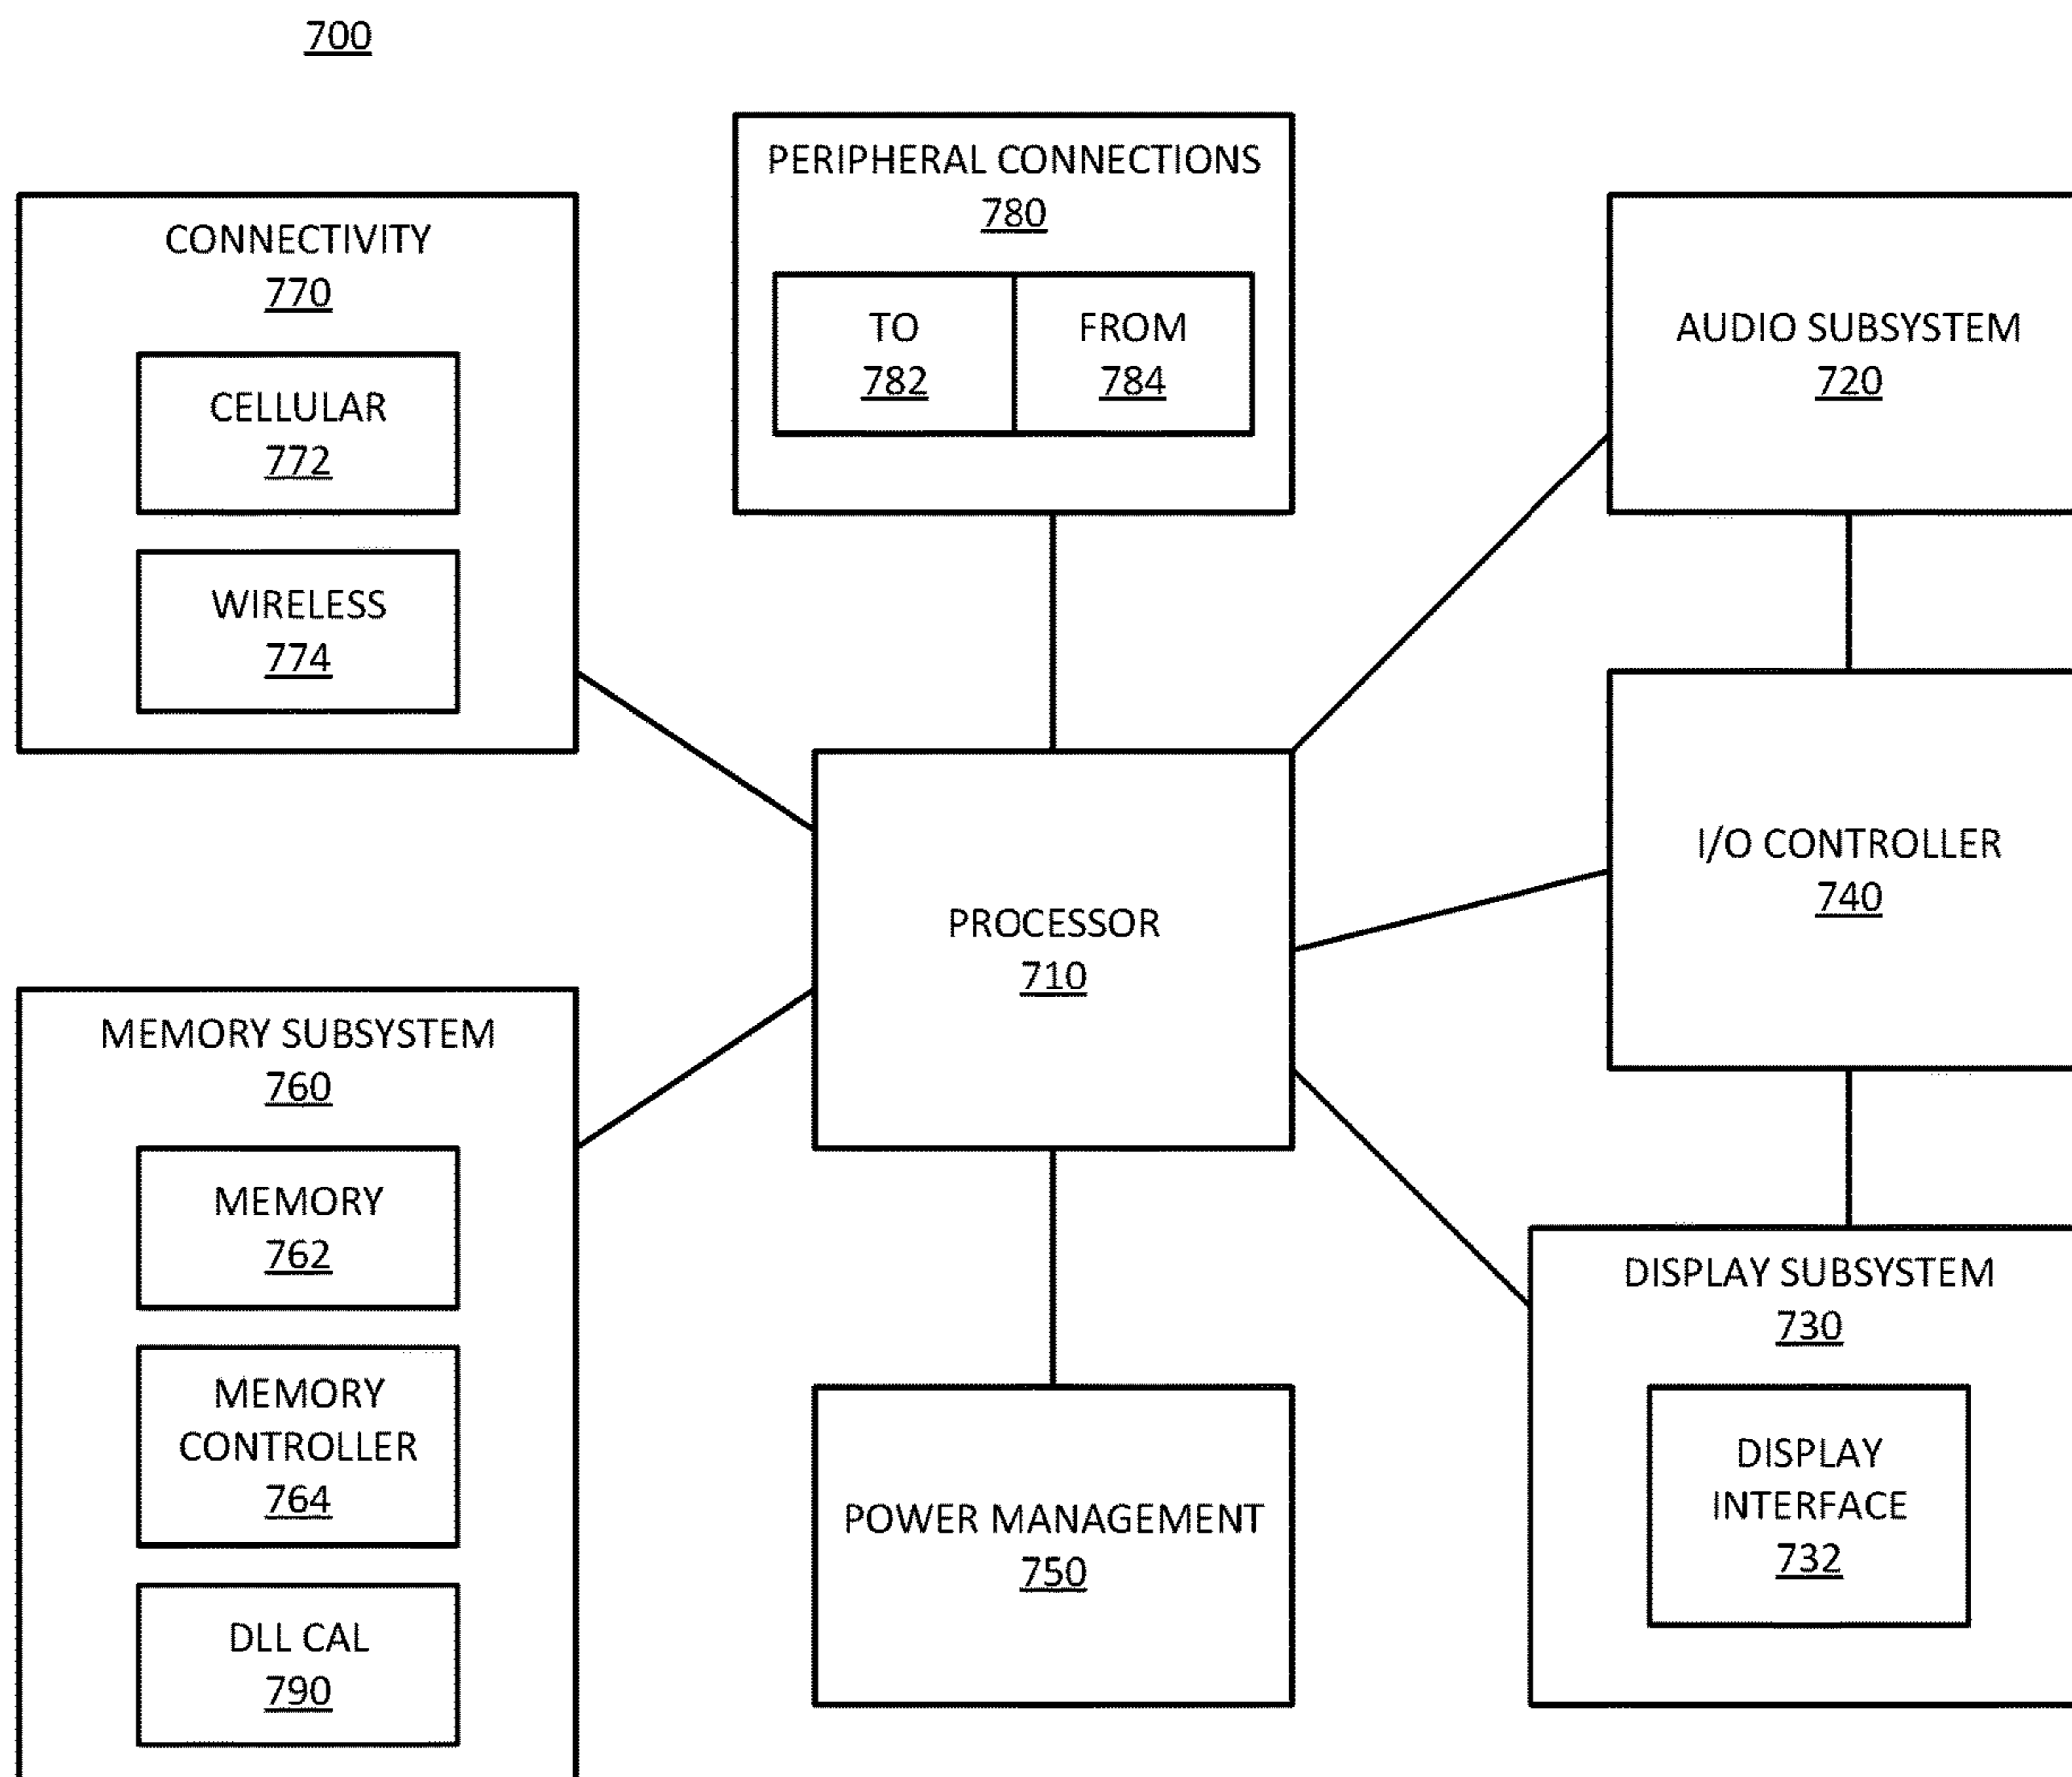 700
PERIPHERAL CONNECTIONS
780
TO
782
FROM
784
CONNECTIVITY
770
CELLULAR
772
WIRELESS
774
AUDIO SUBSYSTEM
720
I/O CONTROLLER
740
PROCESSOR
710
MEMORY SUBSYSTEM
760
MEMORY
762
MEMORY
CONTROLLER
764
DLL CAL
790
POWER MANAGEMENT
750
DISPLAY SUBSYSTEM
730
DISPLAY
INTERFACE
732